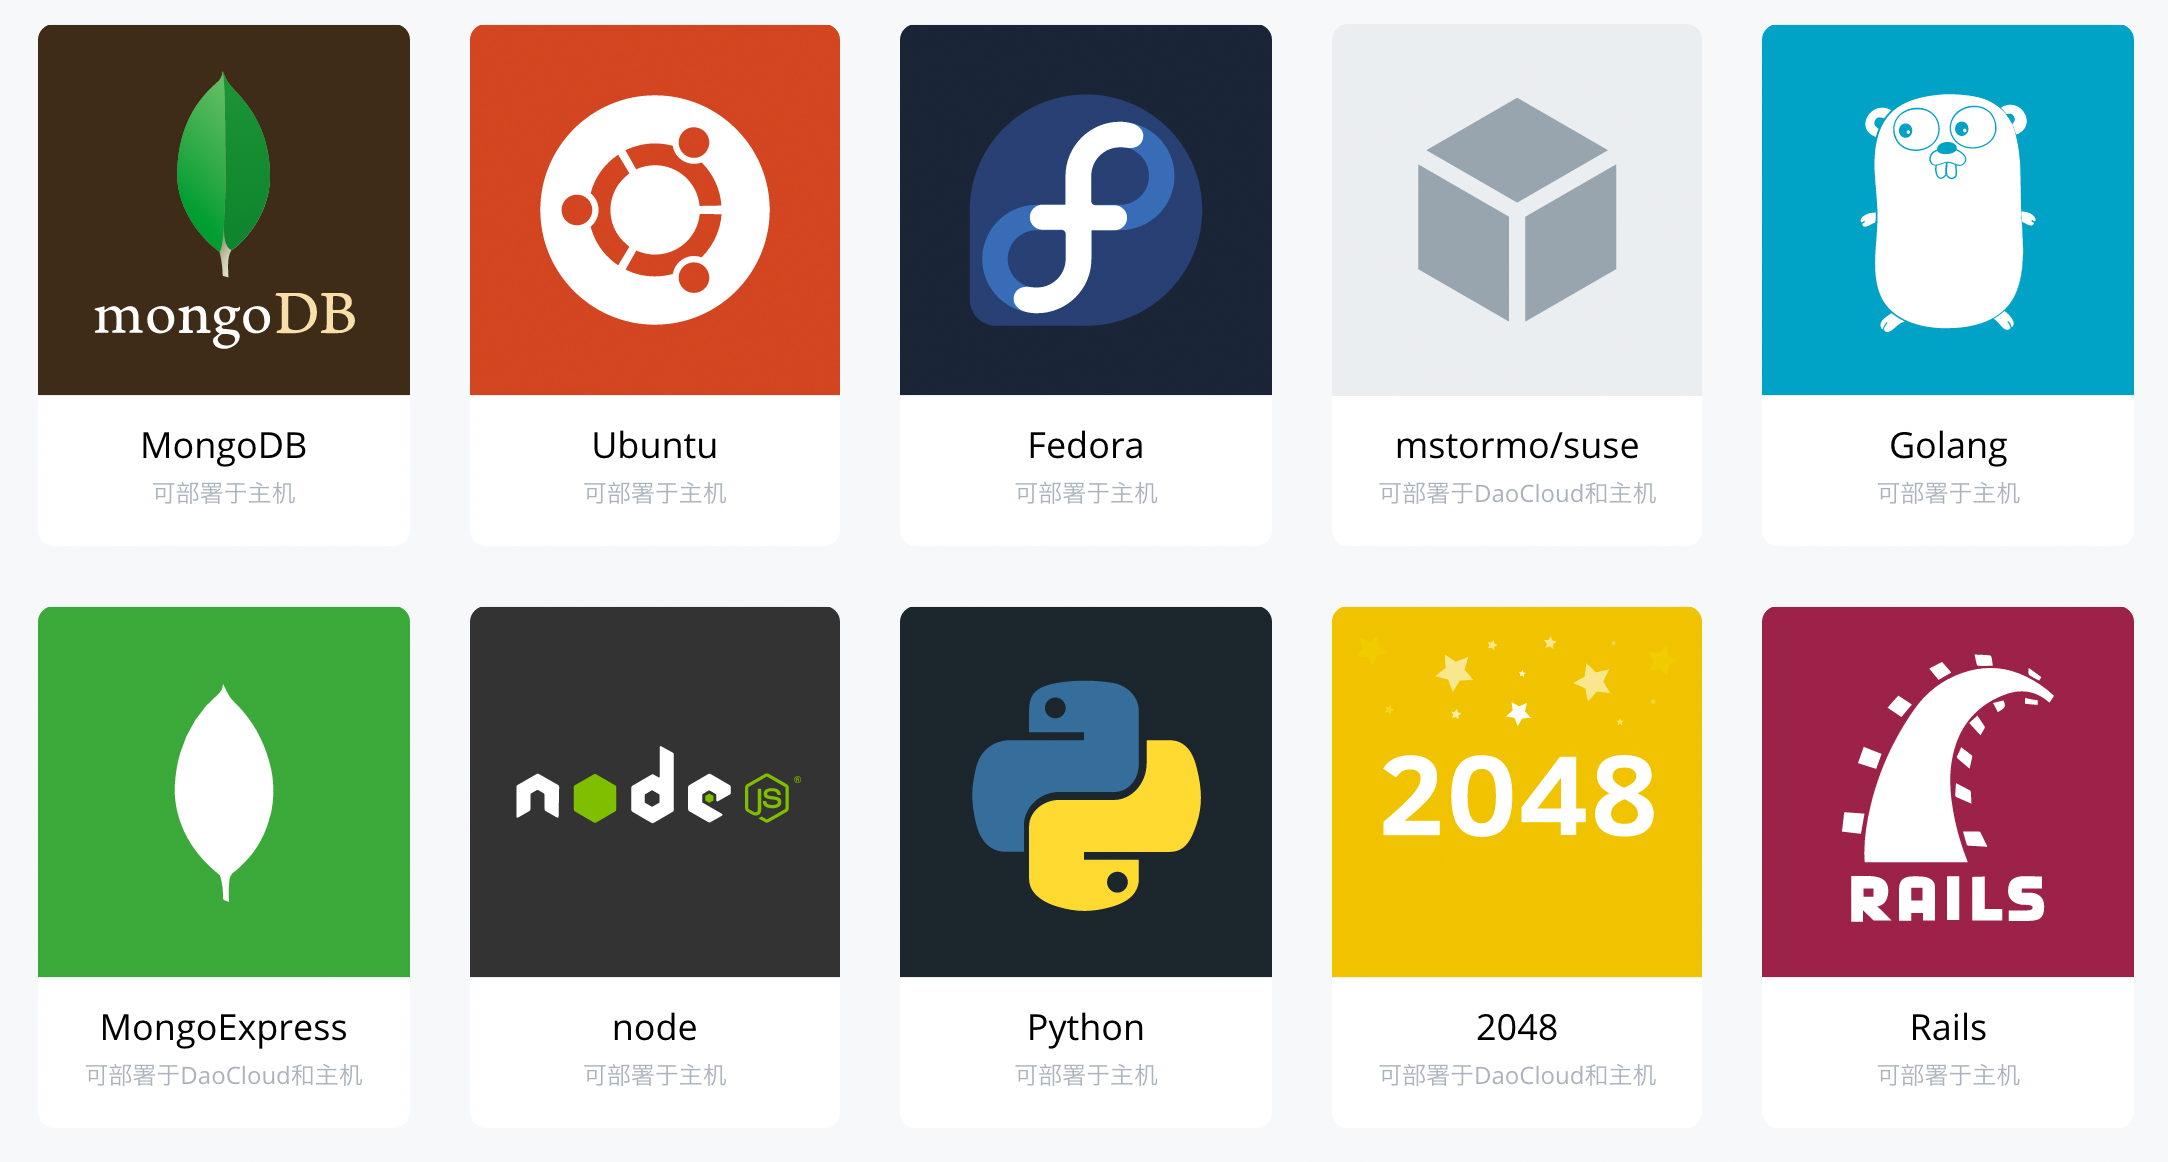 mongoDB
MongoDB
可部署于主机
Ubuntu
可部署于主机
Fedora
可部署于主机
mstormo/suse
可部署于DaoCloud和主机
Golang
可部署于主机
MongoExpress
可部署于DaoCloud和主机
node JS®
node
可部署于主机
Python
可部署于主机
2048
2048
可部署于DaoCloud和主机
RAILS
Rails
可部署于主机